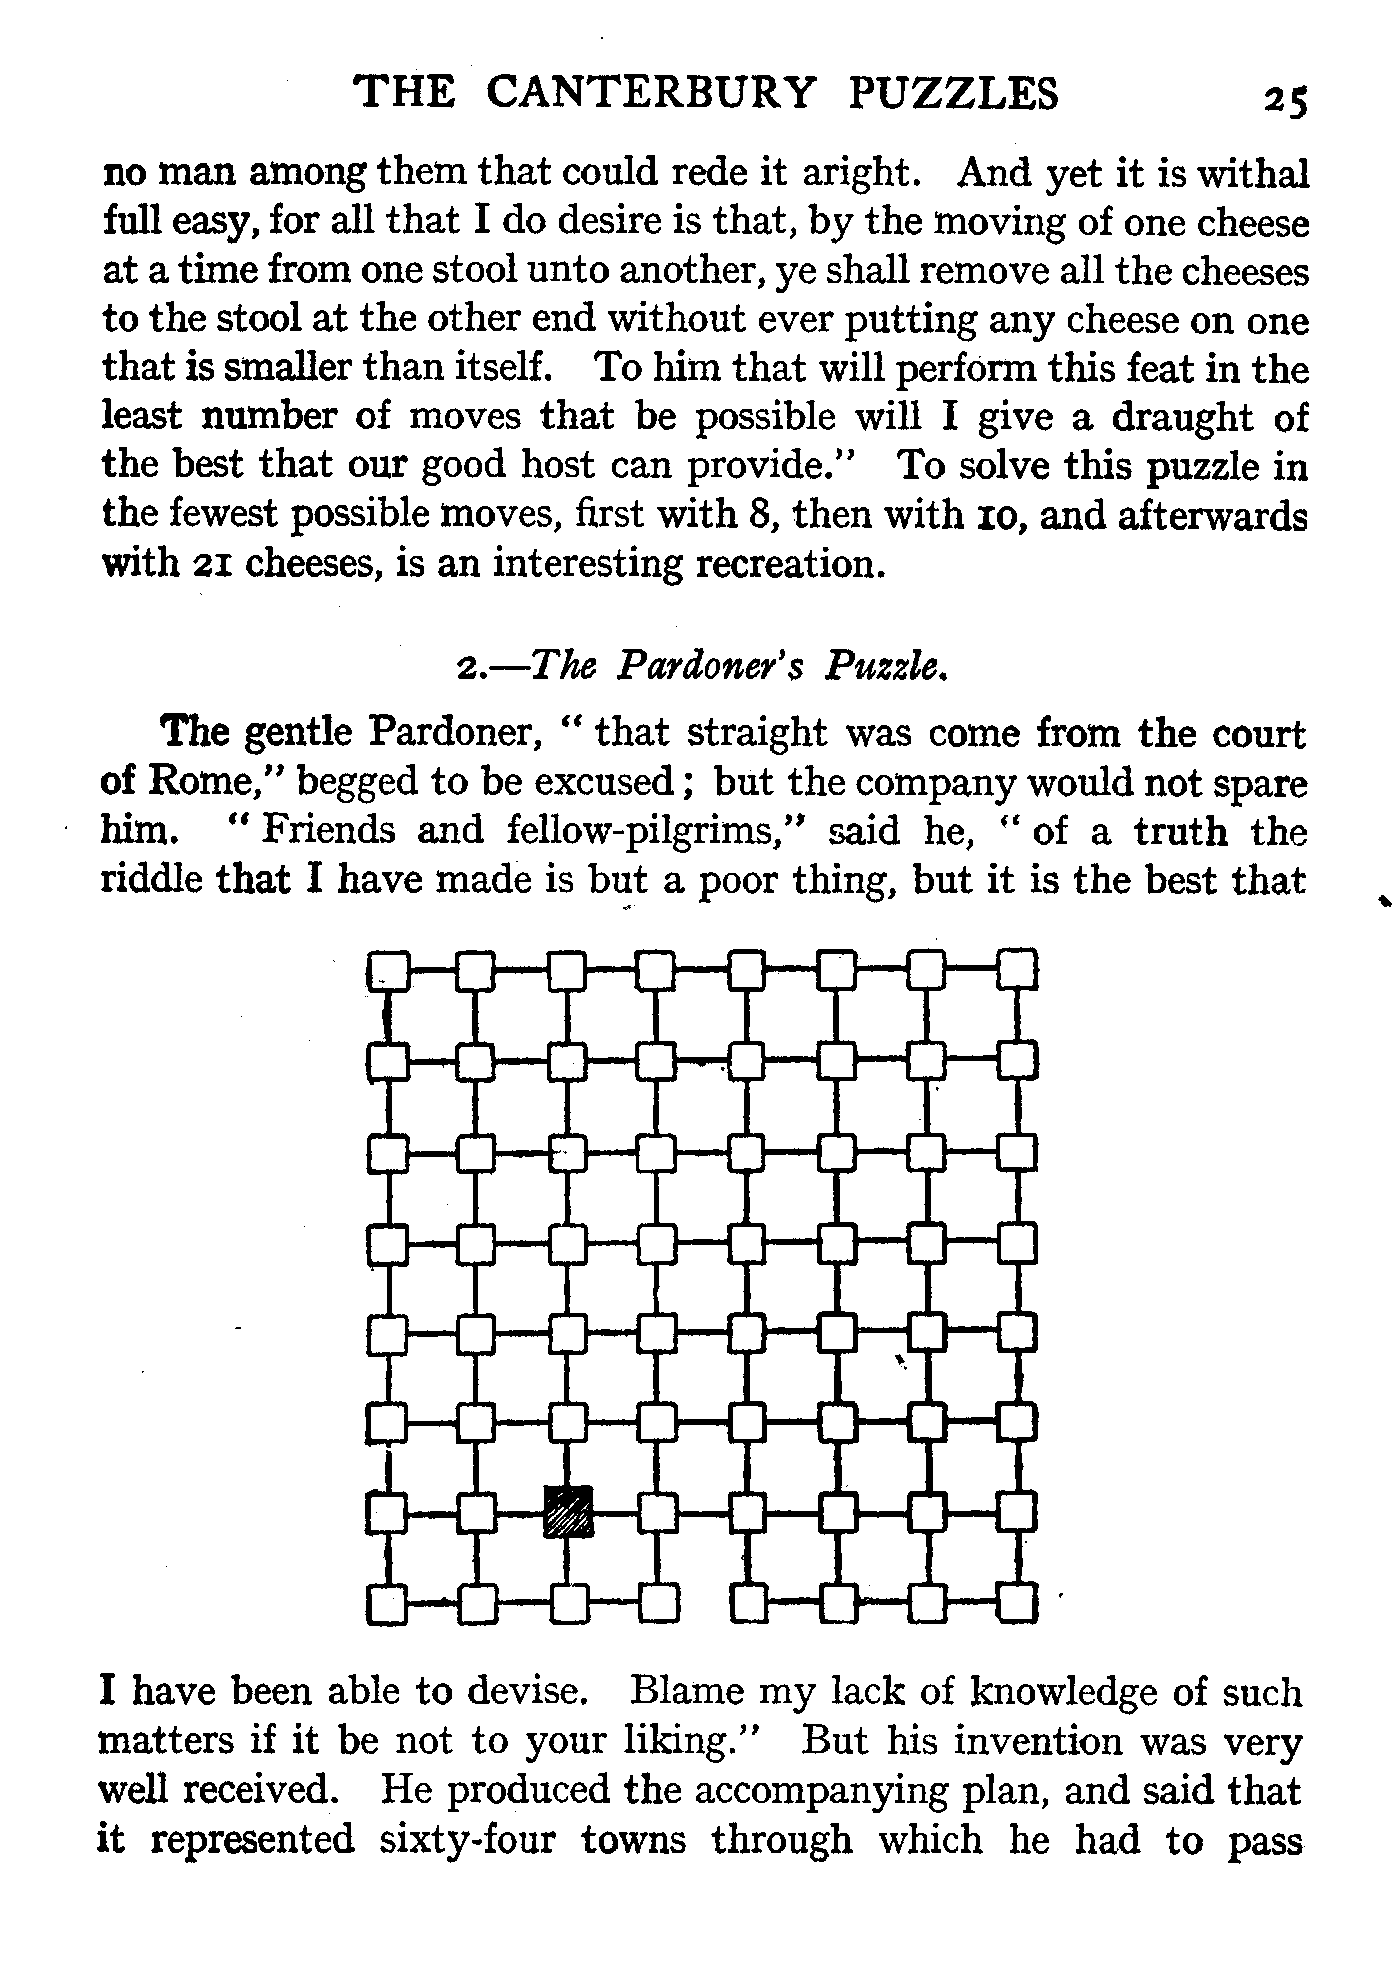 THE CANTERBURY PUZZLES 25
no man among them that could rede it aright. And yet it is withal
full easy, for all that I do desire is that, by the moving of one cheese
at a time from one stool unto another, ye shall remove all the cheeses
to the stool at the other end without ever putting any cheese on one
that is smaller than itself. To him that will perform this feat in the
least number of moves that be possible will I give a draught of
the best that our good host can provide." To solve this puzzle in
the fewest possible moves, first with 8, then with 10, and afterwards
with 21 cheeses, is an interesting recreation.
2.—The Pardoner's Puzzle.
The gentle Pardoner, " that straight was come from the court
of Rome," begged to be excused ; but the company would not spare
him. " Friends and fellow-pilgrims," said he, " of a truth the
riddle that I have made is but a poor thing, but it is the best that
I have been able to devise. Blame my lack of knowledge of such
matters if it be not to your liking." But his invention was very
well received. He produced the accompanying plan, and said that
it represented sixty-four towns through which he had to pass